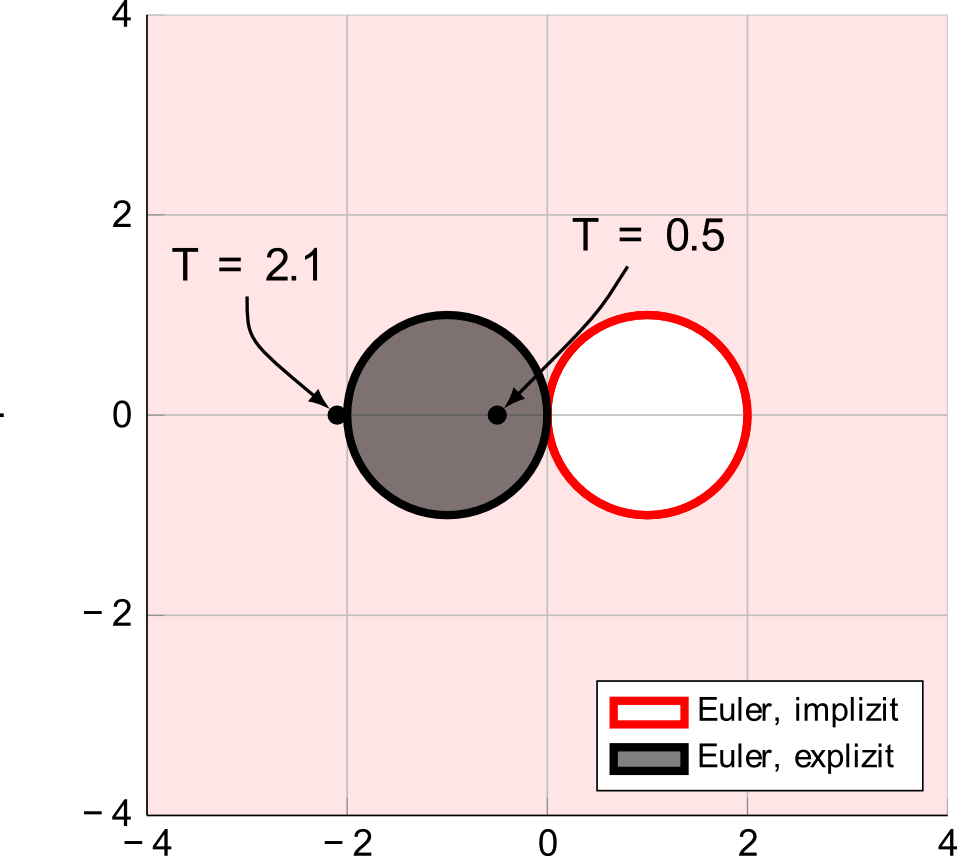 4
2
T = 0.5
T = 2.1
0
− 2
Euler, implizit
Euler, explizit
− 4
− 4 − 2 0 2 4